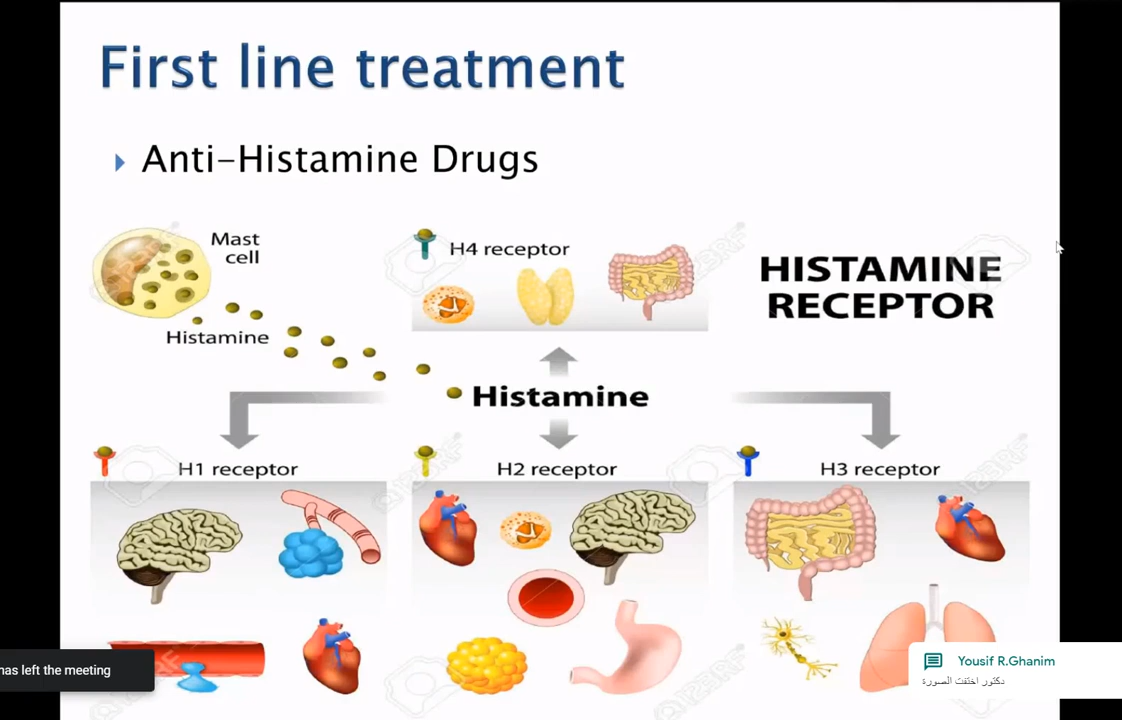 First line treatment
Anti-Histamine Drugs
Mast
cell
H4 receptor
HISTAMINE
RECEPTOR
Histamine
Histamine
H1 receptor
H2 receptor
H3 receptor
has left the meeting
Yousif R.Ghanim
دكتور اختفت الصورة